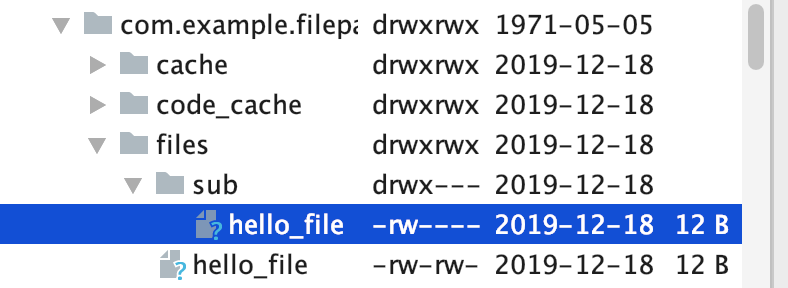 com.example.filepa drwxrwx 1971-05-05
cache drwxrwx 2019-12-18
code_cache drwxrwx 2019-12-18
files drwxrwx 2019-12-18
sub drwx--- 2019-12-18
hello_file -rw---- 2019-12-18 12 B
hello_file -rw-rw- 2019-12-18 12 B